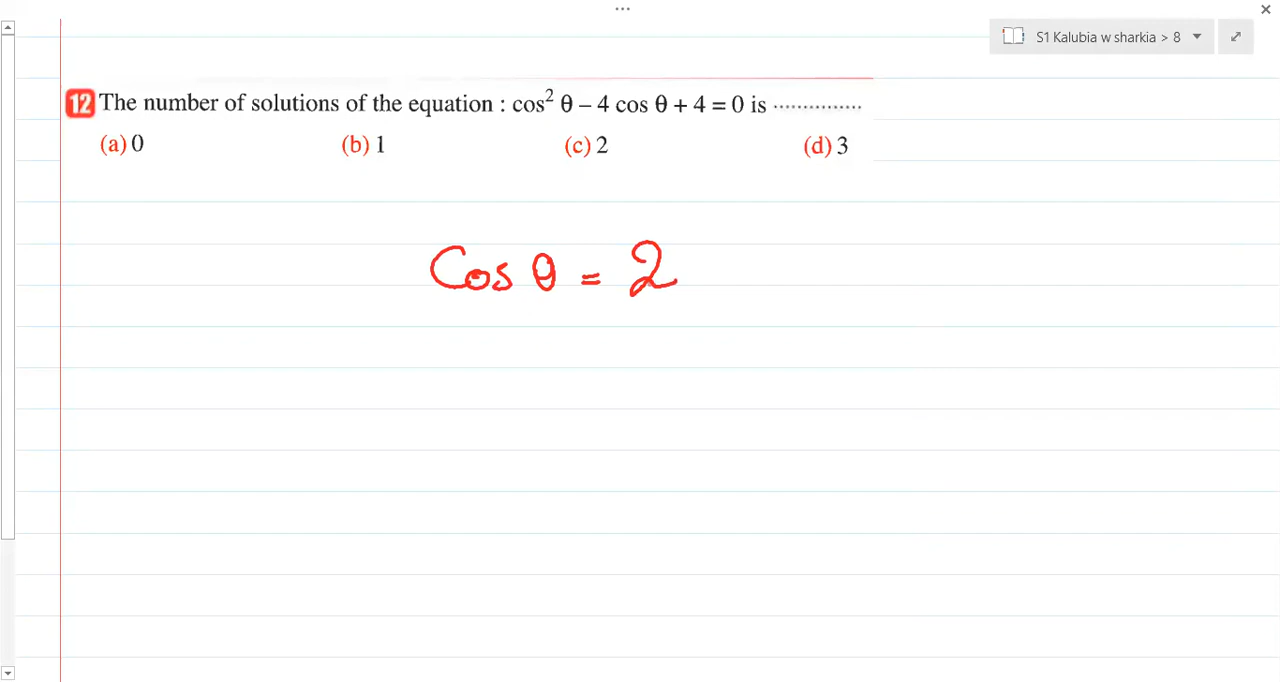 ...
S1 Kalubia w sharkia > 8
12 The number of solutions of the equation : cos² θ – 4 cos θ + 4 = 0 is ...............
(a) 0 (b) 1 (c) 2 (d) 3
Cos θ = 2